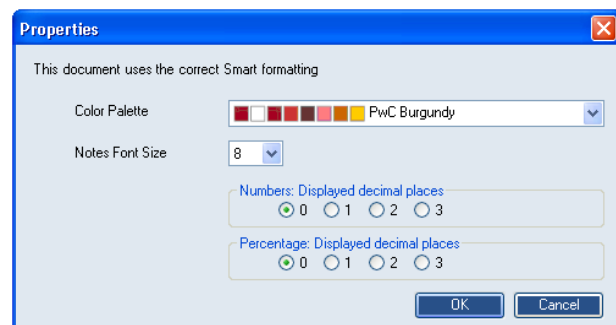 Properties
This document uses the correct Smart formatting
Color Palette PwC Burgundy
Notes Font Size 8
Numbers: Displayed decimal places
0 1 2 3
Percentage: Displayed decimal places
0 1 2 3
OK Cancel